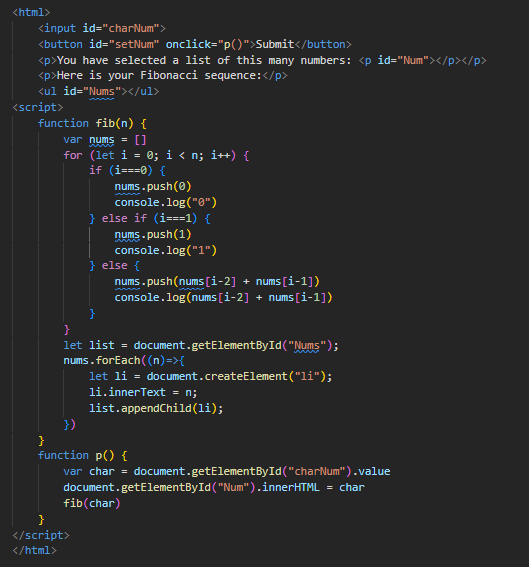 <html>
    <input id="charNum">
    <button id="setNum" onclick="p()">Submit</button>
    <p>You have selected a list of this many numbers: <p id="Num"></p></p>
    <p>Here is your Fibonacci sequence:</p>
    <ul id="Nums"></ul>
<script>
    function fib(n) {
        var nums = []
        for (let i = 0; i < n; i++) {
            if (i===0) {
                nums.push(0)
                console.log("0")
            } else if (i===1) {
                nums.push(1)
                console.log("1")
            } else {
                nums.push(nums[i-2] + nums[i-1])
                console.log(nums[i-2] + nums[i-1])
            }
        }
        let list = document.getElementById("Nums");
        nums.forEach((n)=>{
            let li = document.createElement("li");
            li.innerText = n;
            list.appendChild(li);
        })
    }
    function p() {
        var char = document.getElementById("charNum").value
        document.getElementById("Num").innerHTML = char
        fib(char)
    }
</script>
</html>